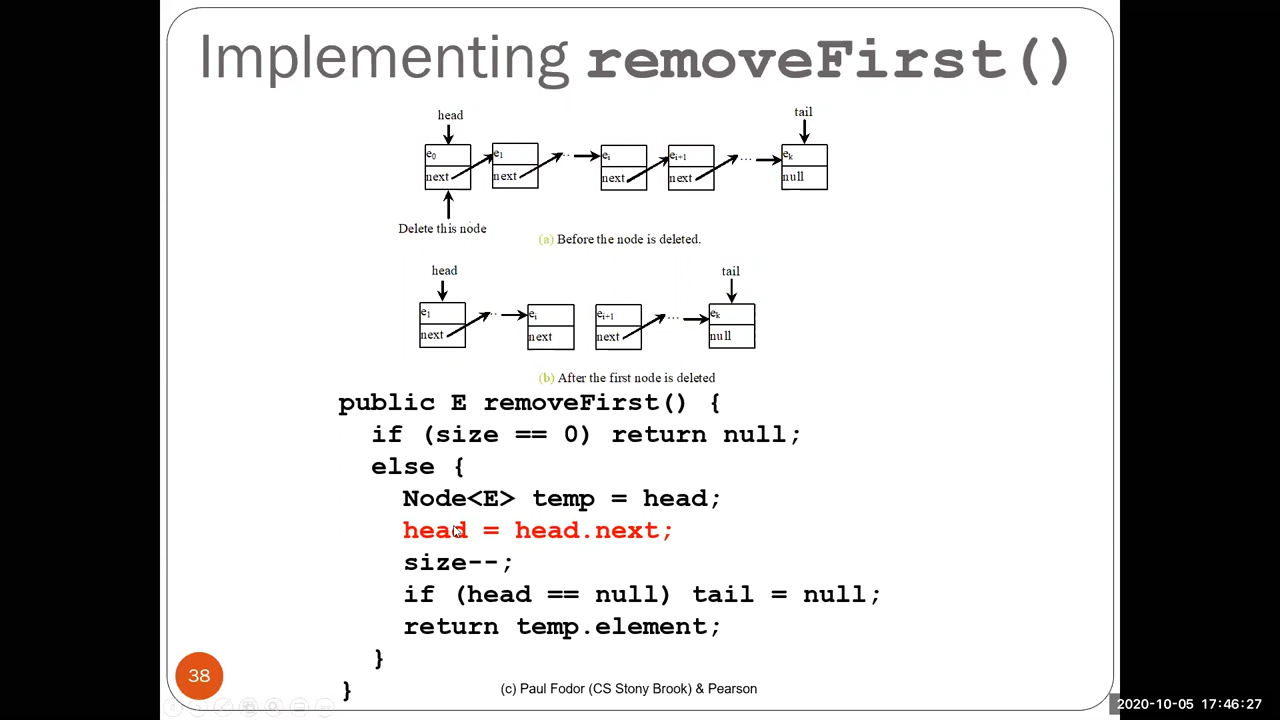 Implementing removeFirst()
head
tail
e0 e1 ei ei+1 ek
next next next next null
Delete this node
(a) Before the node is deleted.
head
tail
e1 ei ei+1 ek
next next next null
(b) After the first node is deleted
public E removeFirst() {
if (size == 0) return null;
else {
Node<E> temp = head;
head = head.next;
size--;
if (head == null) tail = null;
return temp.element;
}
}
38
(c) Paul Fodor (CS Stony Brook) & Pearson
2020-10-05 17:46:27